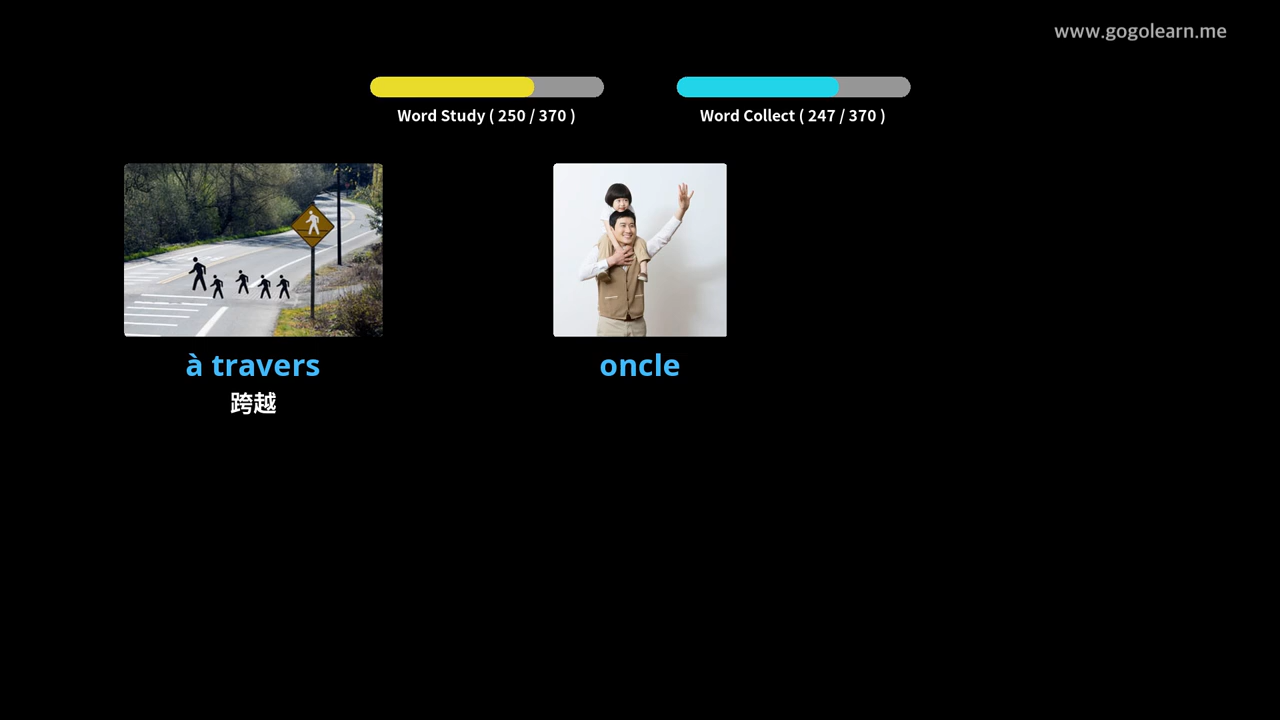 www.gogolearn.me
Word Study ( 250 / 370 )
Word Collect ( 247 / 370 )
à travers
跨越
oncle